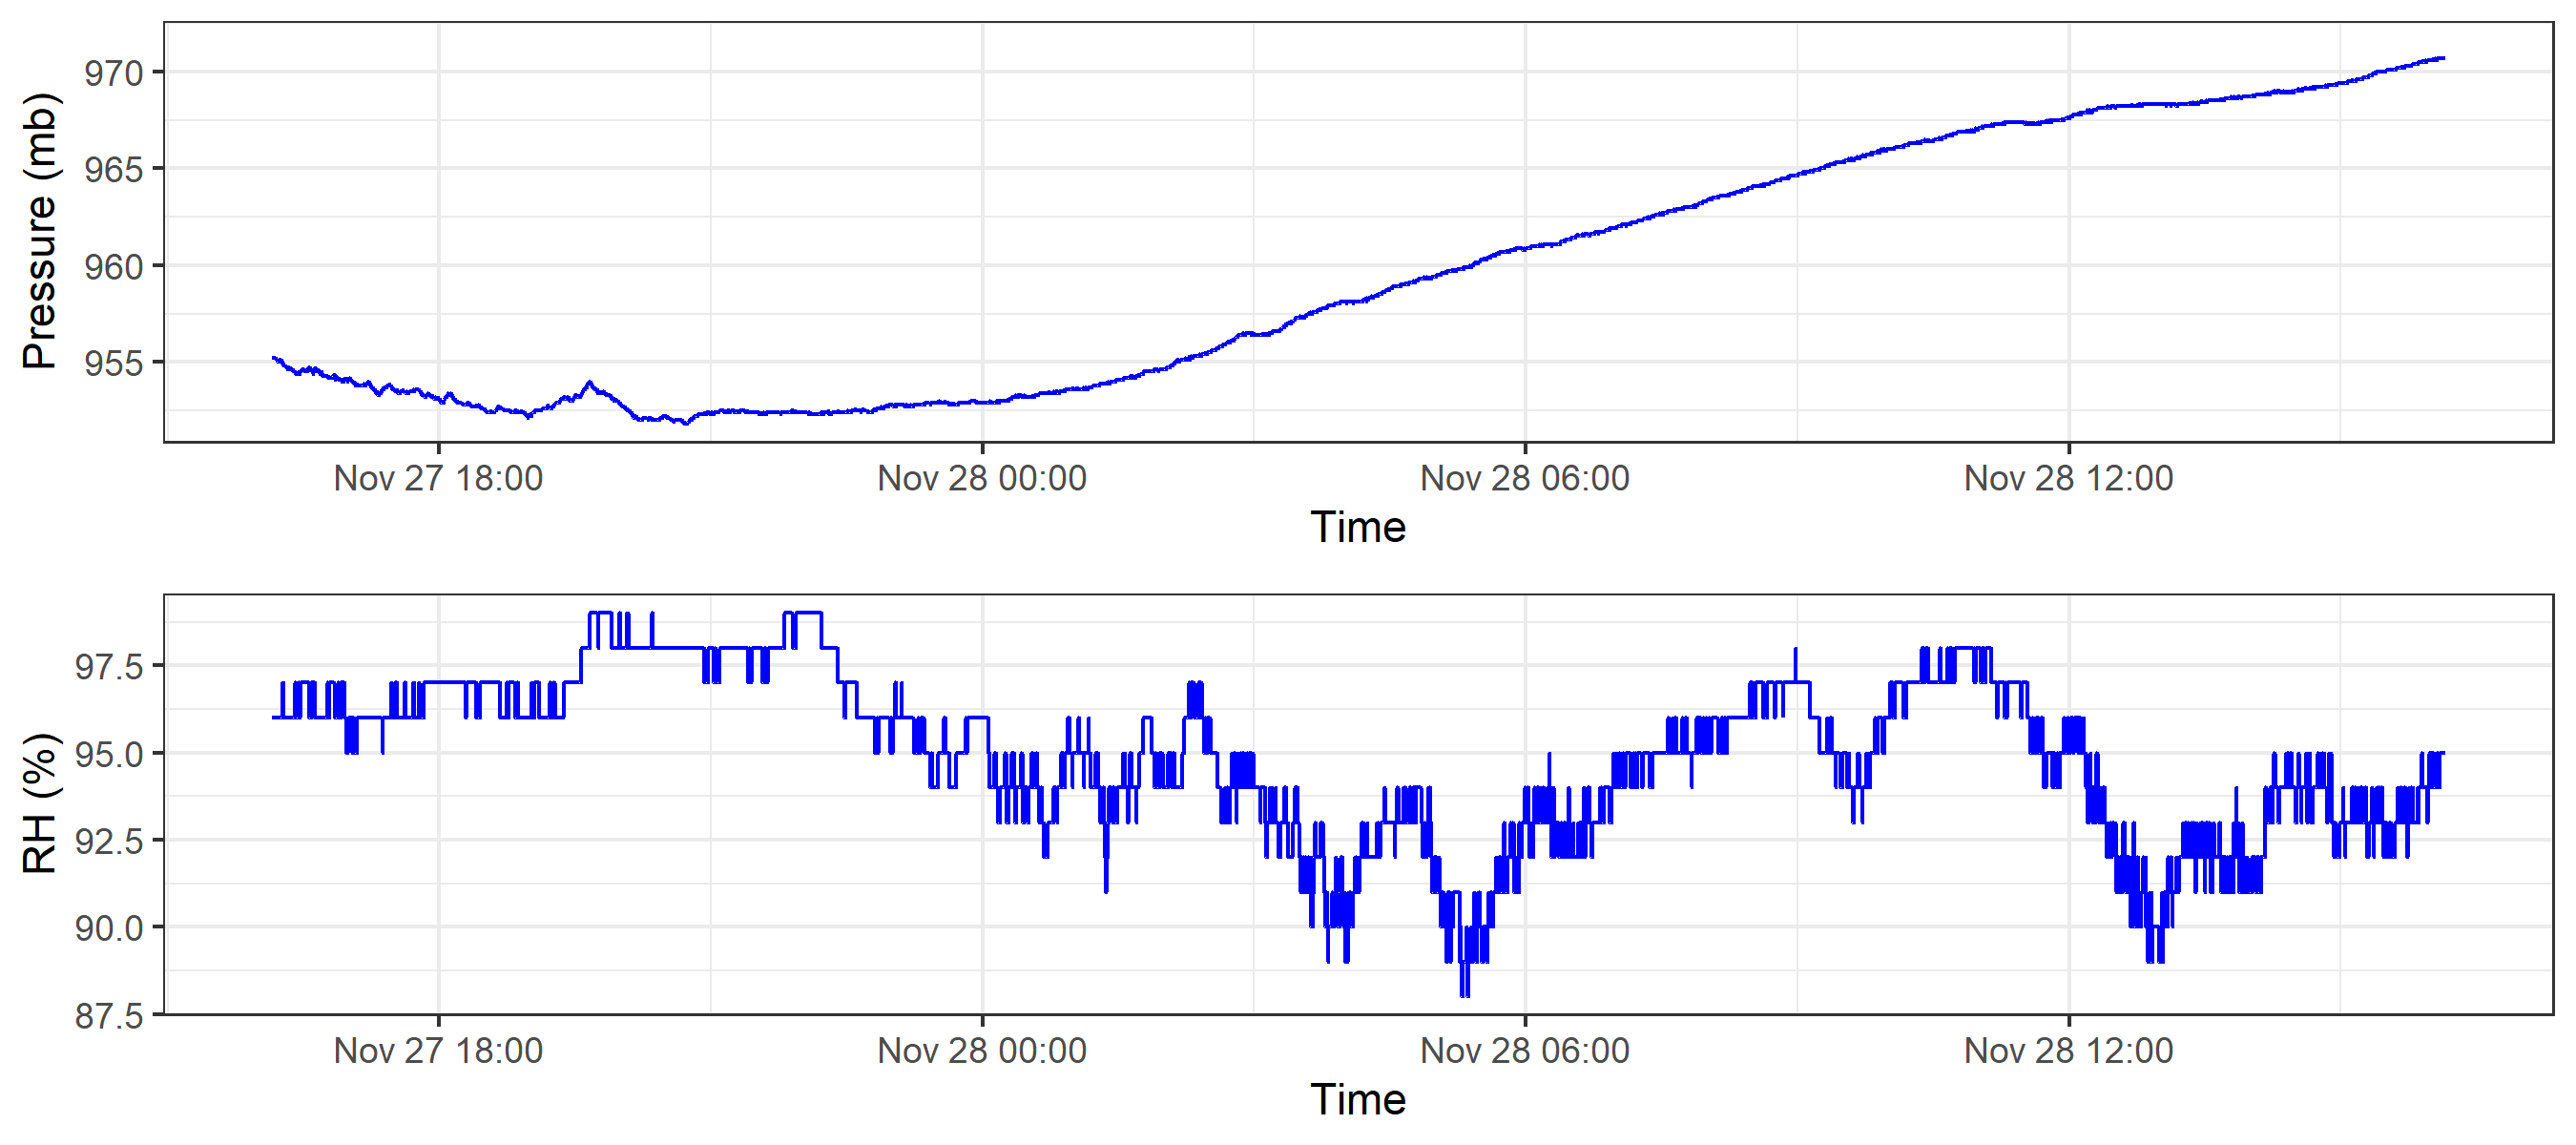 Pressure (mb)
970
965
960
955
Nov 27 18:00
Nov 28 00:00
Nov 28 06:00
Nov 28 12:00
Time
RH (%)
97.5
95.0
92.5
90.0
87.5
Nov 27 18:00
Nov 28 00:00
Nov 28 06:00
Nov 28 12:00
Time